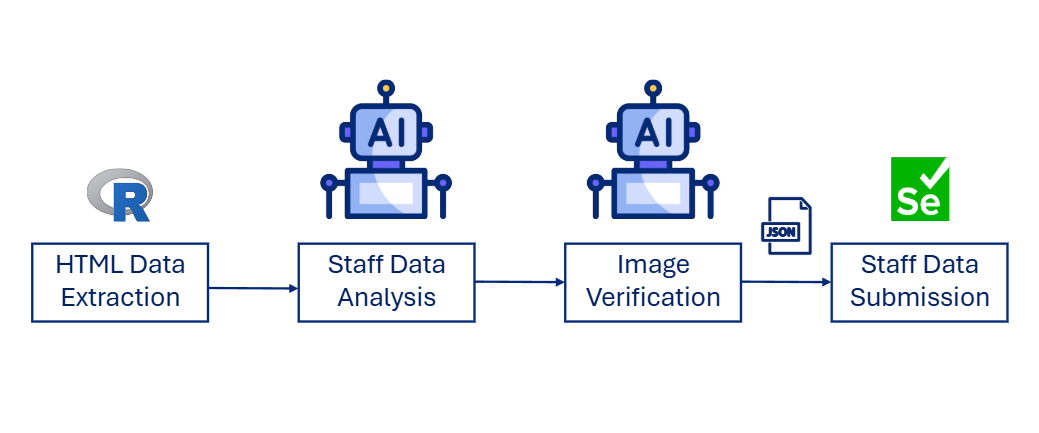 AI
AI
R
JSON
Se
HTML Data
Extraction
Staff Data
Analysis
Image
Verification
Staff Data
Submission